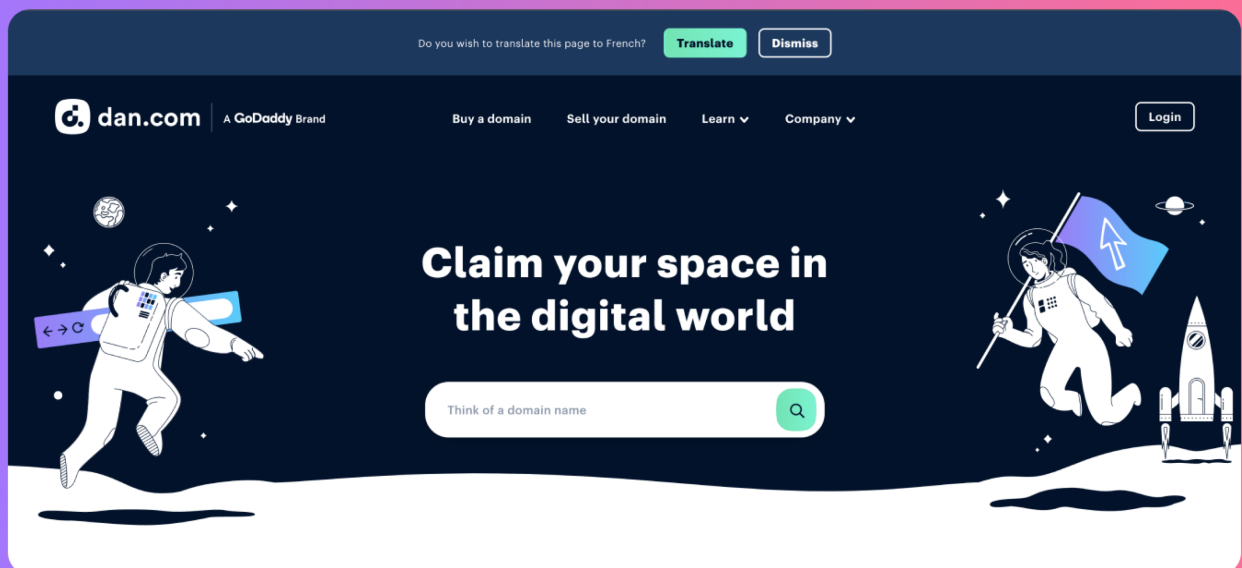 Do you wish to translate this page to French? Translate Dismiss
dan.com A GoDaddy Brand Buy a domain Sell your domain Learn Company Login
Claim your space in
the digital world
Think of a domain name